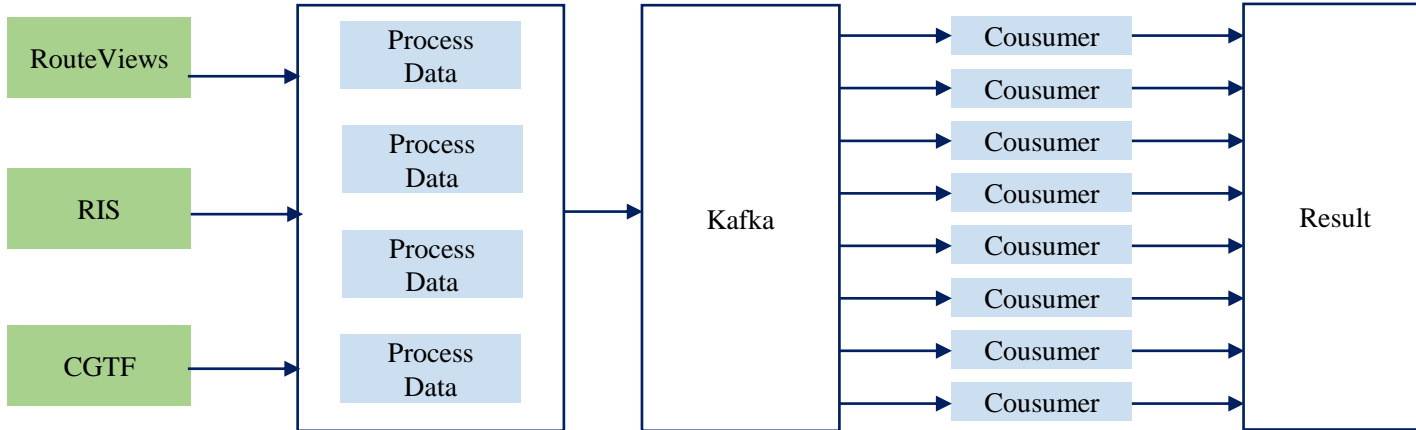 RouteViews
RIS
CGTF
Process
Data
Process
Data
Process
Data
Process
Data
Kafka
Cousumer
Cousumer
Cousumer
Cousumer
Cousumer
Cousumer
Cousumer
Cousumer
Result